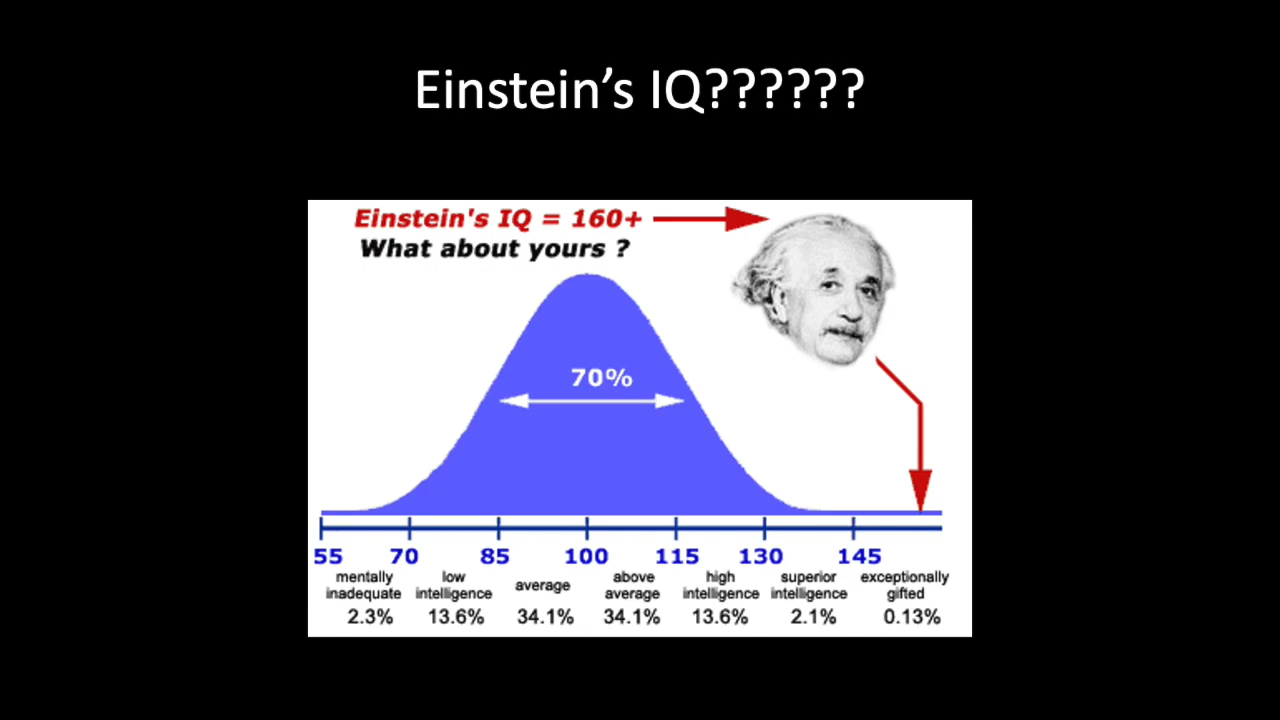 Einstein’s IQ??????
Einstein's IQ = 160+
What about yours ?
70%
55 70 85 100 115 130 145
mentally inadequate low intelligence average above average high intelligence superior intelligence exceptionally gifted
2.3% 13.6% 34.1% 34.1% 13.6% 2.1% 0.13%